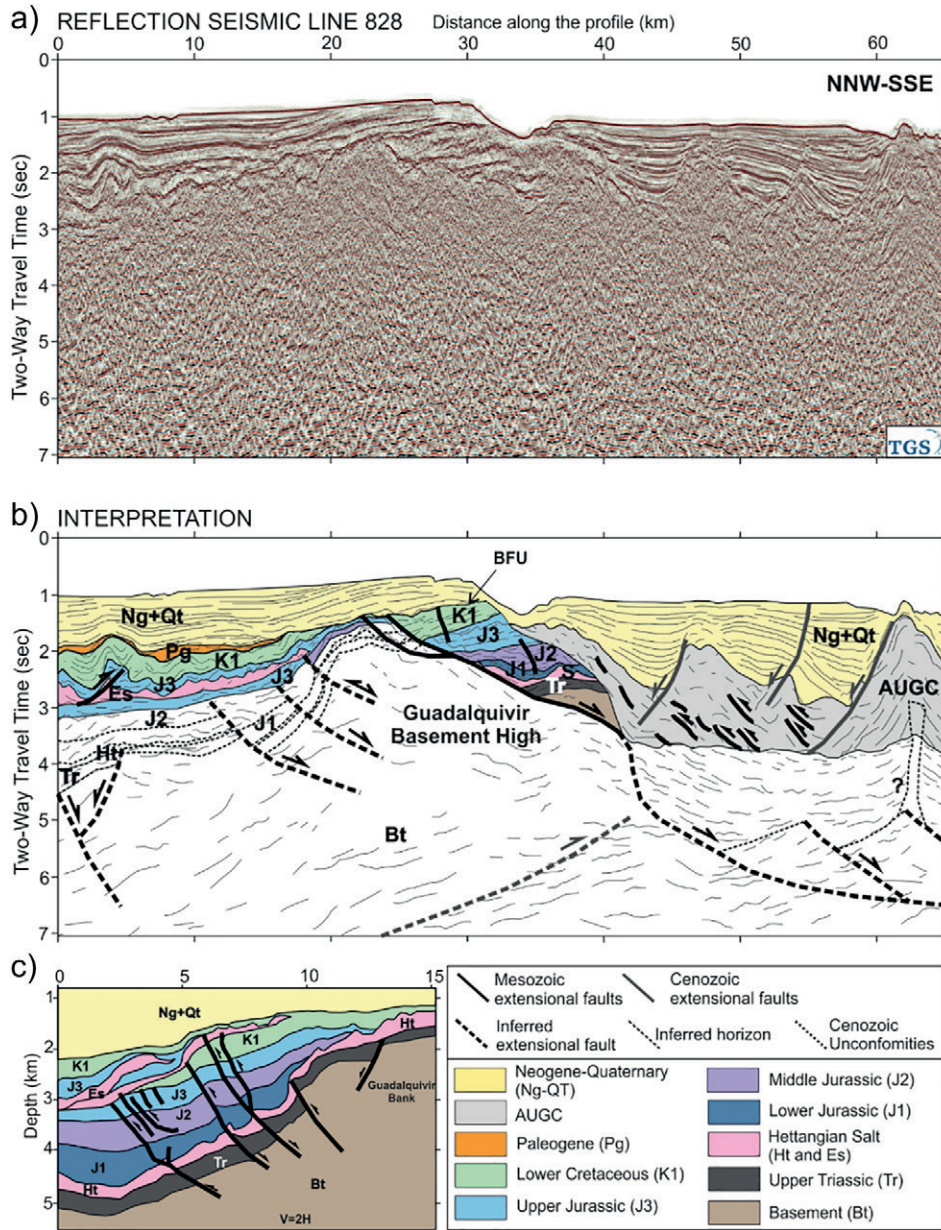 a) REFLECTION SEISMIC LINE 828
Distance along the profile (km)
0 10 20 30 40 50 60
NNW-SSE
Two-Way Travel Time (sec)
0
1
2
3
4
5
6
7
TGS
b) INTERPRETATION
BFU
Two-Way Travel Time (sec)
0
1
2
3
4
5
6
7
Ng+Qt
K1
Pg
K1
J3
Es
J3
J3
J2
J2
J1
S
Tr
Ng+Qt
AUGC
J1
Ht
Tr
Guadalquivir
Basement High
Bt
?
c)
0 5 10 15
Depth (km)
1
2
3
4
5
Ng+Qt
K1
K1
Ht
J3
Es
J3
J2
Guadalquivir
Bank
J1
Tr
Ht
Bt
V=2H
Mesozoic
extensional faults
Cenozoic
extensional faults
Inferred
extensional fault
Inferred horizon
Cenozoic
Unconfomities
Neogene-Quaternary
(Ng-QT)
AUGC
Paleogene (Pg)
Lower Cretaceous (K1)
Upper Jurassic (J3)
Middle Jurassic (J2)
Lower Jurassic (J1)
Hettangian Salt
(Ht and Es)
Upper Triassic (Tr)
Basement (Bt)